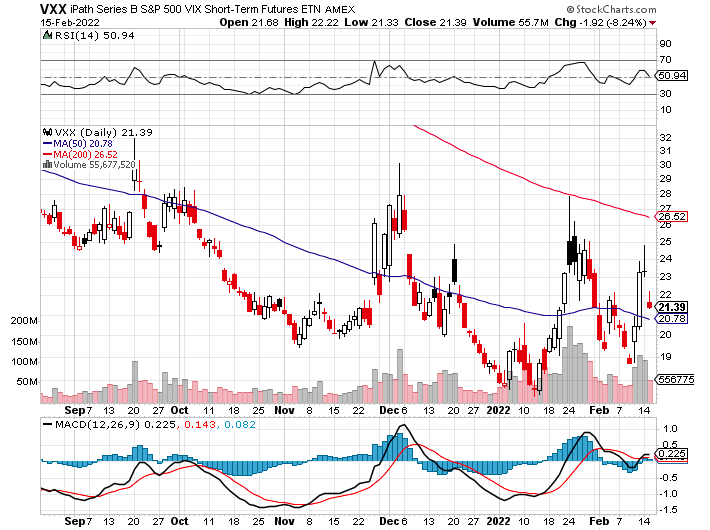 VXX iPath Series B S&P 500 VIX Short-Term Futures ETN AMEX © StockCharts.com
15-Feb-2022 Open 21.68 High 22.22 Low 21.33 Close 21.39 Volume 55.7M Chg -1.92 (-8.24%)
RSI(14) 50.94
90
70
50.94
30
10
VXX (Daily) 21.39
MA(50) 20.78
MA(200) 26.52
Volume 55,677,520
32
31
30
29
28
27
26.52
26
25
24
23
22
21.39
20.78
20
19
200M
150M
100M
50M
556775
Sep 7 13 20 27 Oct 11 18 25 Nov 8 15 22 Dec 6 13 20 27 2022 10 18 24 Feb 7 14
MACD(12,26,9) 0.225, 0.143, 0.082
1.0
0.5
0.225
-0.5
-1.0
-1.5
Sep 7 13 20 27 Oct 11 18 25 Nov 8 15 22 Dec 6 13 20 27 2022 10 18 24 Feb 7 14